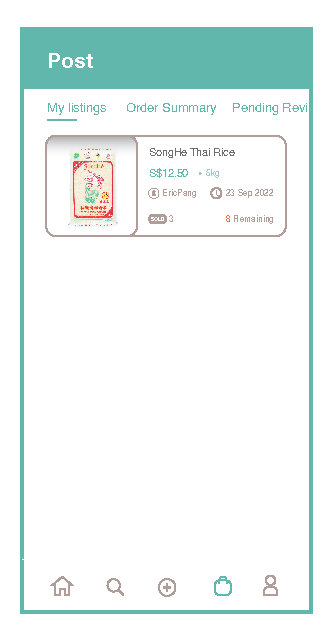 Post
My listings Order Summary Pending Revi
SongHe Thai Rice
S$12.50 • 5kg
EricPang 23 Sep 2022
SOLD 3 8 Remaining